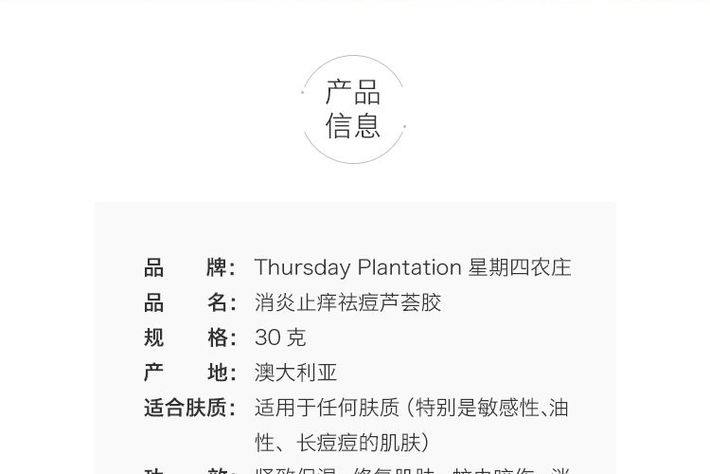 产品
信息
品 牌： Thursday Plantation 星期四农庄
品 名： 消炎止痒祛痘芦荟胶
规 格： 30 克
产 地： 澳大利亚
适合肤质： 适用于任何肤质（特别是敏感性、油
性、长痘痘的肌肤）